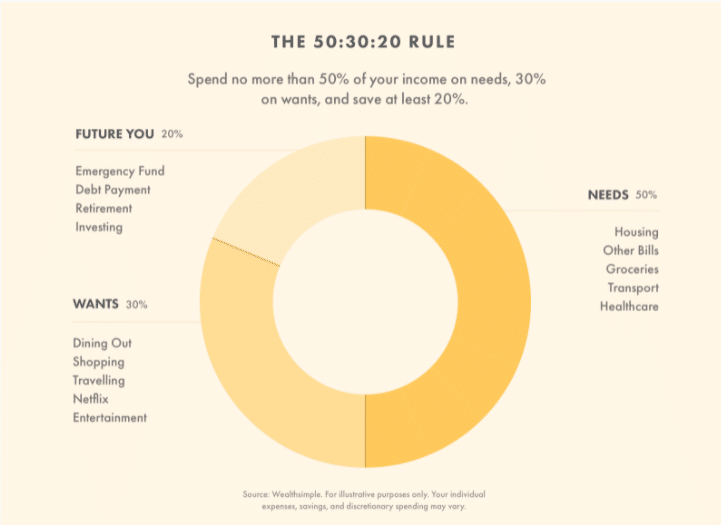 THE 50:30:20 RULE
Spend no more than 50% of your income on needs, 30%
on wants, and save at least 20%.
FUTURE YOU 20%
Emergency Fund
Debt Payment
Retirement
Investing
NEEDS 50%
Housing
Other Bills
Groceries
Transport
Healthcare
WANTS 30%
Dining Out
Shopping
Travelling
Netflix
Entertainment
Source: Wealthsimple. For illustrative purposes only. Your individual
expenses, savings, and discretionary spending may vary.